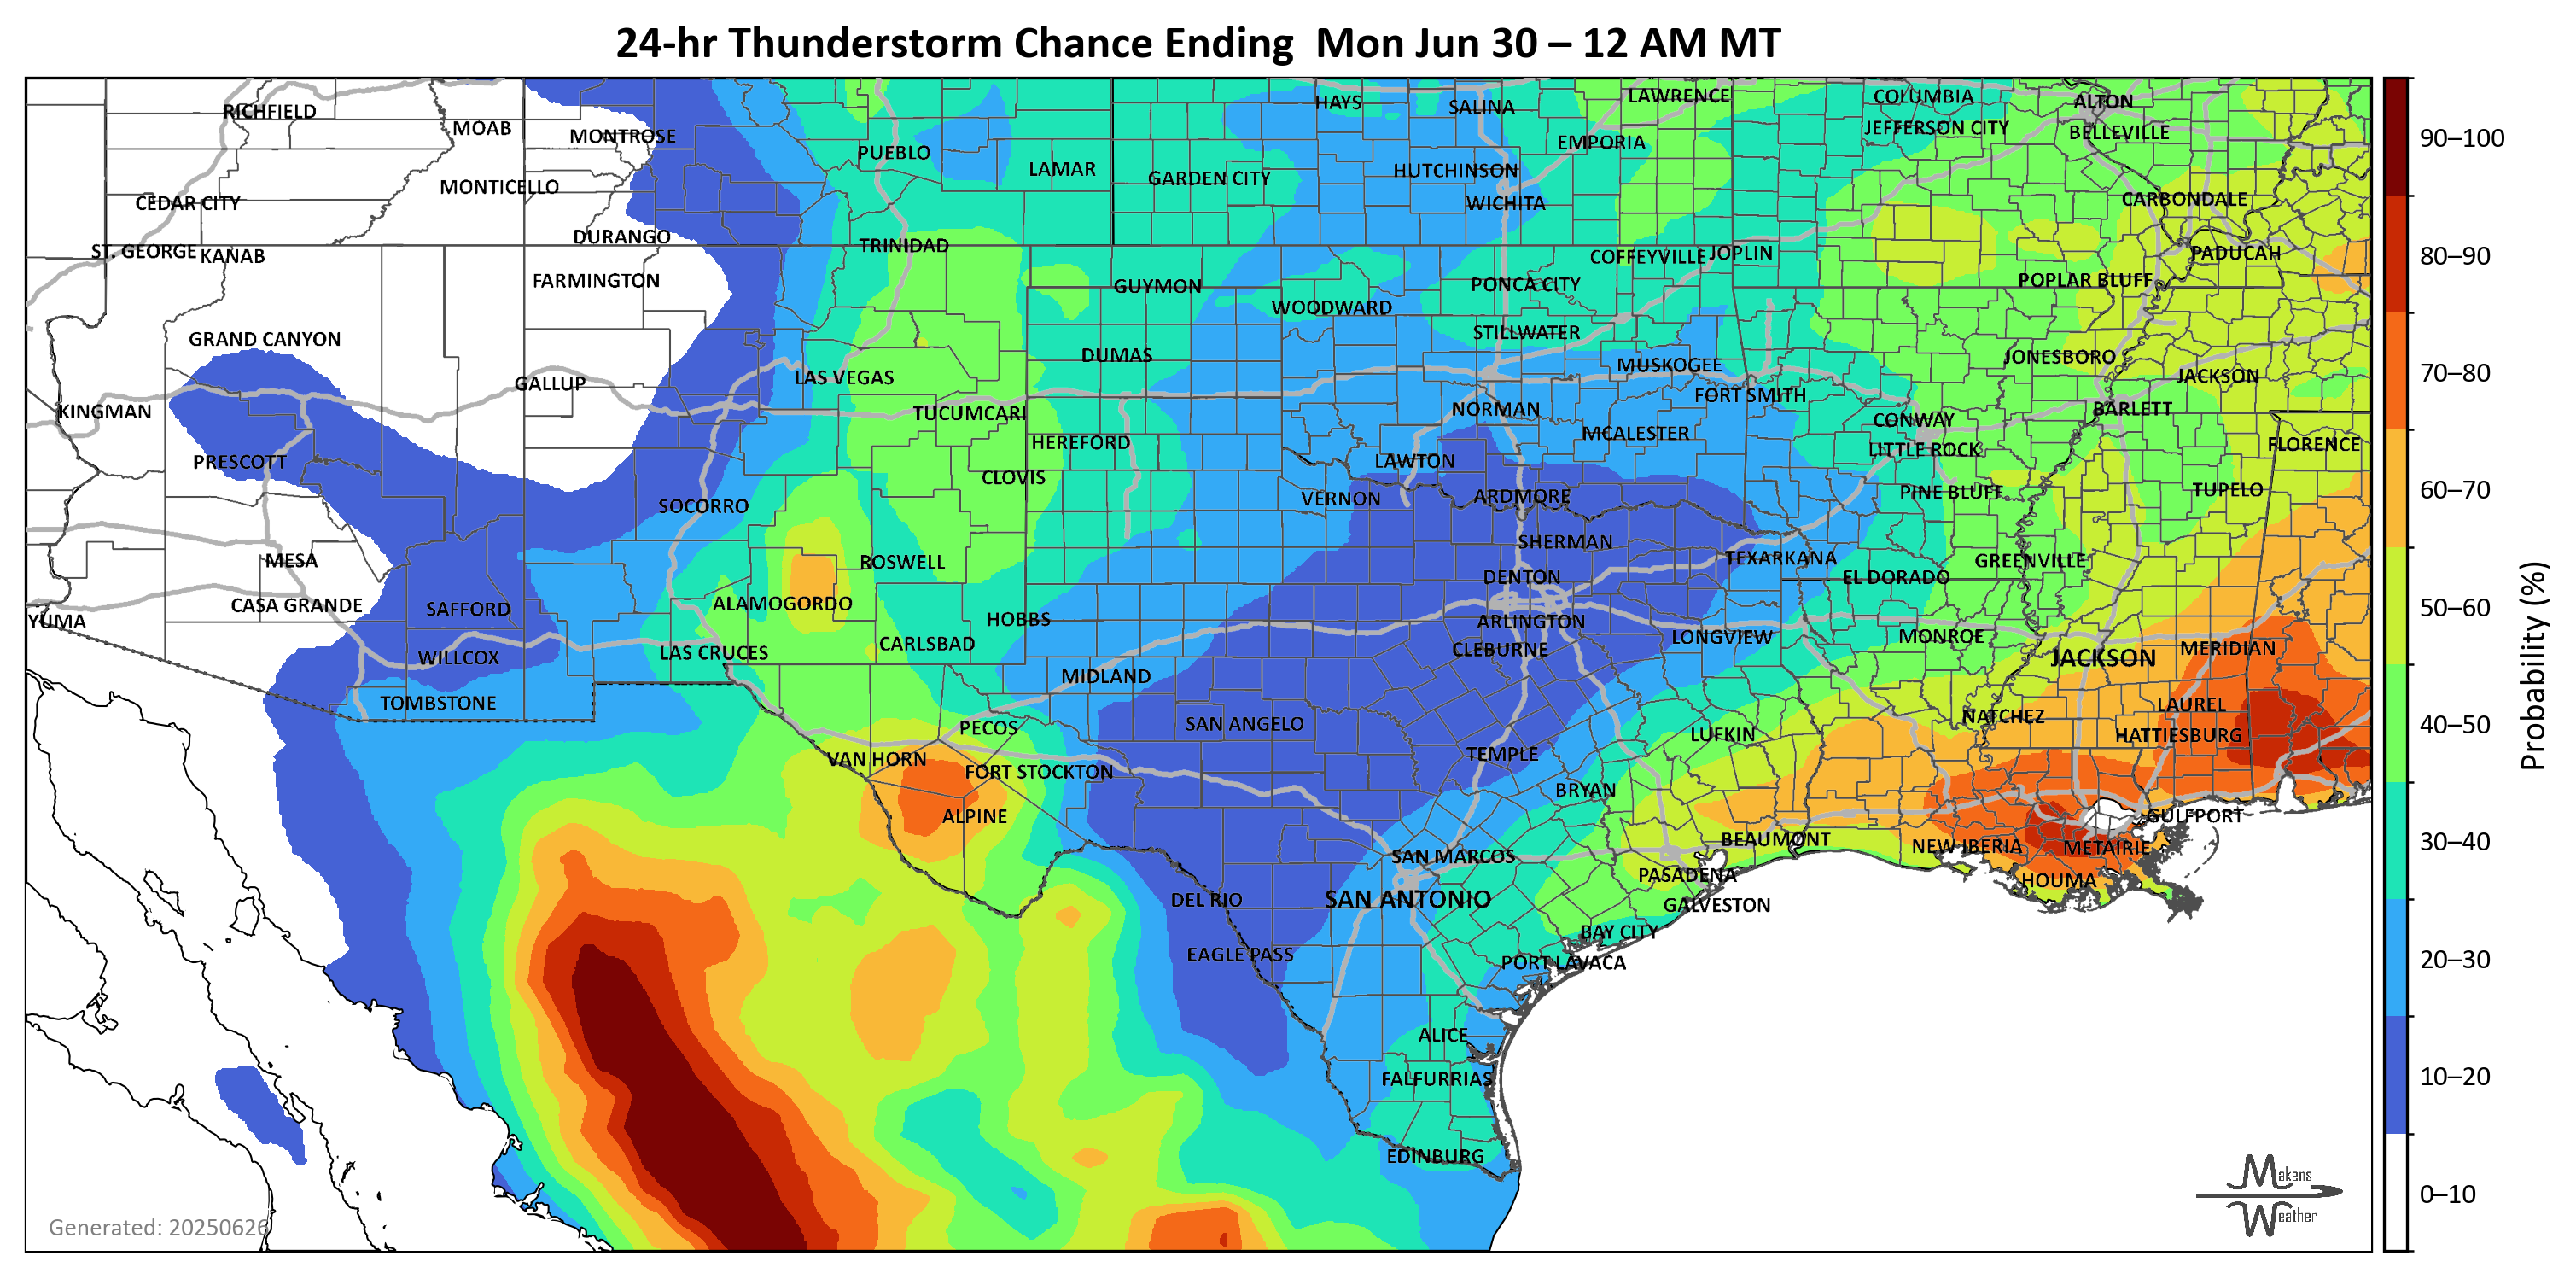 24-hr Thunderstorm Chance Ending Mon Jun 30 – 12 AM MT
RICHFIELD
MOAB
MONTROSE
PUEBLO
LAMAR
HAYS
SALINA
LAWRENCE
COLUMBIA
ALTON
EMPORIA
JEFFERSON CITY
BELLEVILLE
CEDAR CITY
MONTICELLO
GARDEN CITY
HUTCHINSON
WICHITA
CARBONDALE
ST. GEORGE
KANAB
DURANGO
TRINIDAD
COFFEYVILLE
JOPLIN
PADUCAH
FARMINGTON
GUYMON
WOODWARD
PONCA CITY
POPLAR BLUFF
GRAND CANYON
DUMAS
STILLWATER
JONESBORO
KINGMAN
GALLUP
LAS VEGAS
MUSKOGEE
FORT SMITH
JACKSON
TUCUMCARI
NORMAN
CONWAY
BARLETT
PRESCOTT
HEREFORD
LAWTON
MCALESTER
LITTLE ROCK
FLORENCE
SOCORRO
CLOVIS
VERNON
ARDMORE
PINE BLUFF
TUPELO
MESA
ROSWELL
SHERMAN
TEXARKANA
GREENVILLE
YUMA
CASA GRANDE
SAFFORD
ALAMOGORDO
HOBBS
DENTON
EL DORADO
ARLINGTON
WILLCOX
LAS CRUCES
CARLSBAD
CLEBURNE
LONGVIEW
MONROE
JACKSON
MERIDIAN
TOMBSTONE
MIDLAND
PECOS
SAN ANGELO
LUFKIN
NATCHEZ
LAUREL
HATTIESBURG
VAN HORN
FORT STOCKTON
TEMPLE
ALPINE
BRYAN
GULFPORT
SAN MARCOS
BEAUMONT
NEW IBERIA
METAIRIE
DEL RIO
SAN ANTONIO
PASADENA
HOUMA
GALVESTON
EAGLE PASS
BAY CITY
PORT LAVACA
ALICE
FALFURRIAS
EDINBURG
Generated: 20250626
Makens
Weather
90–100
80–90
70–80
60–70
50–60
40–50
30–40
20–30
10–20
0–10
Probability (%)